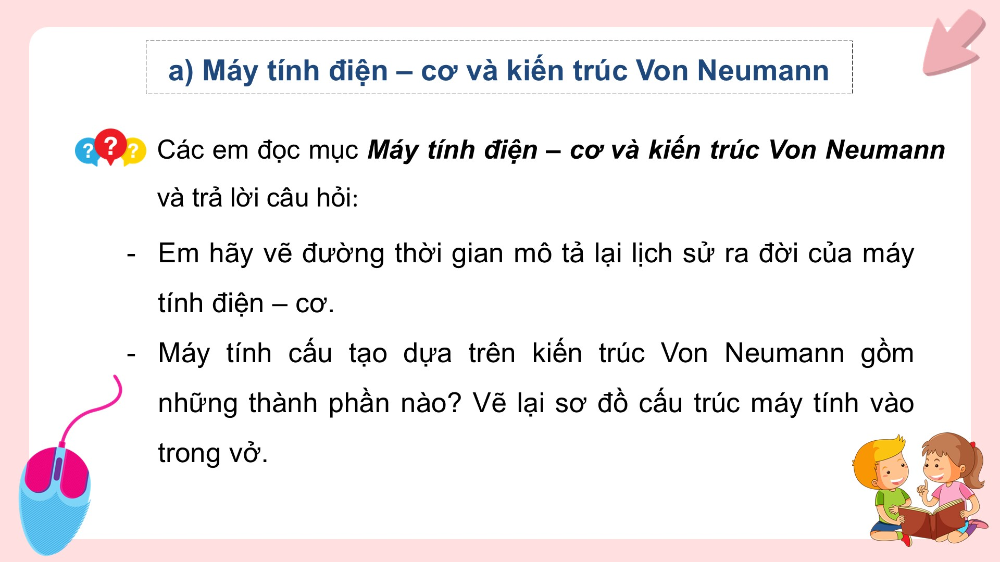 a) Máy tính điện – cơ và kiến trúc Von Neumann
? ? ?
Các em đọc mục Máy tính điện – cơ và kiến trúc Von Neumann
và trả lời câu hỏi:
- Em hãy vẽ đường thời gian mô tả lại lịch sử ra đời của máy
tính điện – cơ.
- Máy tính cấu tạo dựa trên kiến trúc Von Neumann gồm
những thành phần nào? Vẽ lại sơ đồ cấu trúc máy tính vào
trong vở.